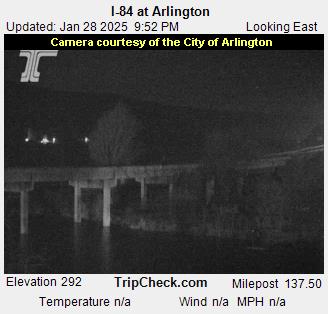 I-84 at Arlington
Updated: Jan 28 2025 9:52 PM Looking East
Camera courtesy of the City of Arlington
Elevation 292 TripCheck.com Milepost 137.50
Temperature n/a Wind n/a MPH n/a